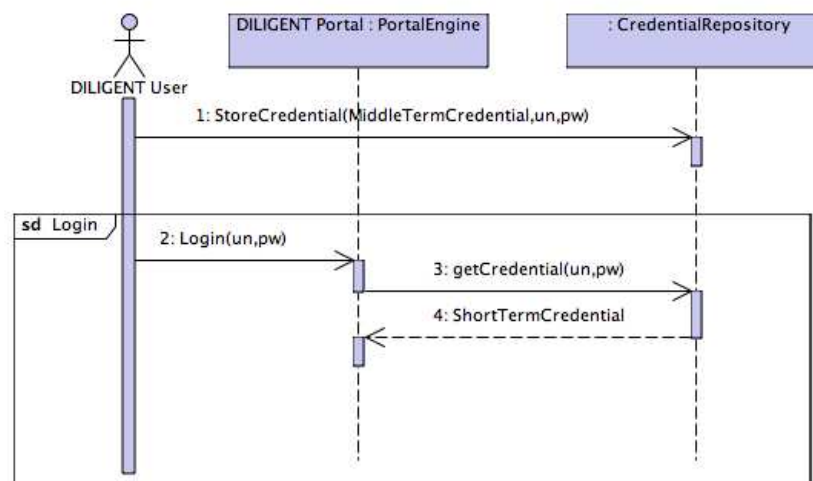 DILIGENT Portal : PortalEngine
: CredentialRepository
DILIGENT User
1: StoreCredential(MiddleTermCredential,un,pw)
sd Login
2: Login(un,pw)
3: getCredential(un,pw)
4: ShortTermCredential